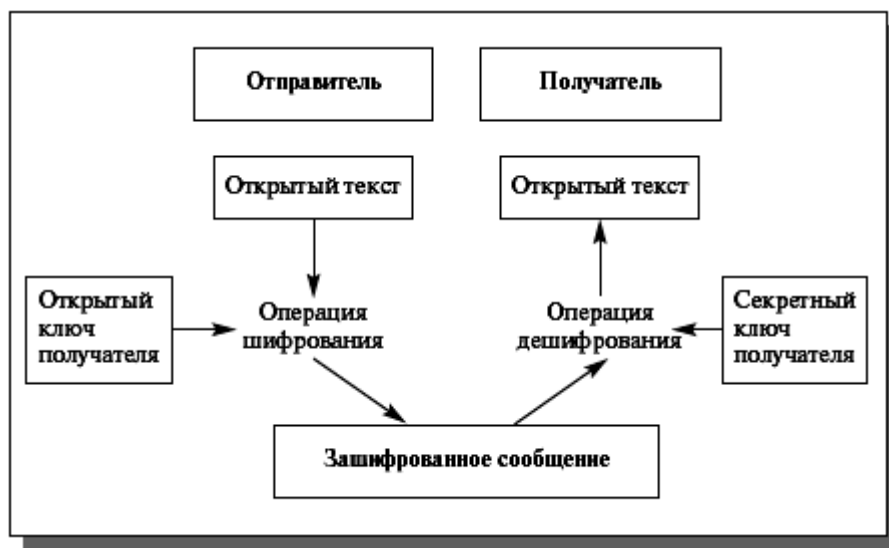 Отправитель
Получатель
Открытый текст
Открытый текст
Открытый
ключ
получателя
Операция
шифрования
Операция
дешифрования
Секретный
ключ
получателя
Зашифрованное сообщение